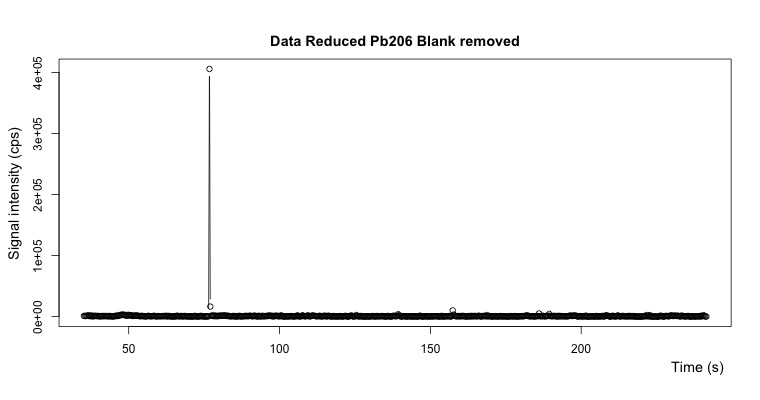 Data Reduced Pb206 Blank removed
Signal intensity (cps)
4e+05
3e+05
2e+05
1e+05
0e+00
50 100 150 200
Time (s)